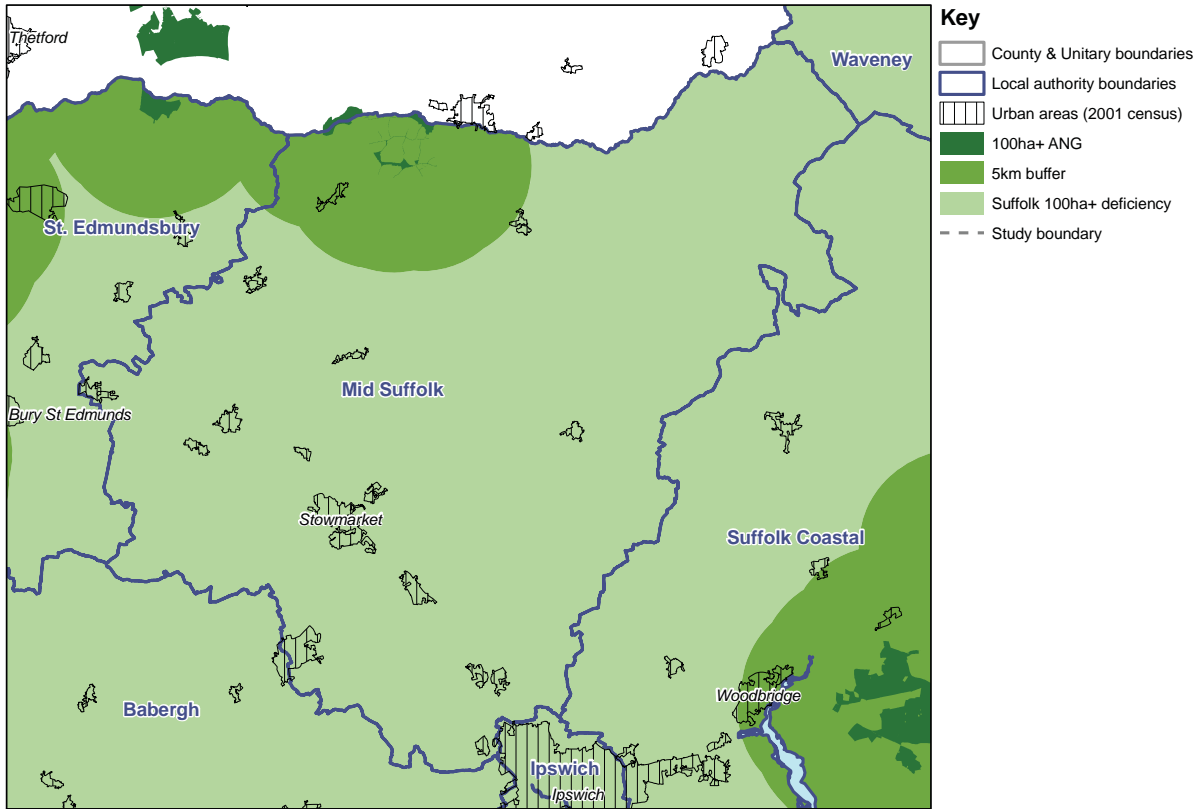 Thetford
Waveney
St. Edmundsbury
Mid Suffolk
Bury St Edmunds
Stowmarket
Suffolk Coastal
Woodbridge
Babergh
Ipswich
Ipswich
Key
County & Unitary boundaries
Local authority boundaries
Urban areas (2001 census)
100ha+ ANG
5km buffer
Suffolk 100ha+ deficiency
Study boundary